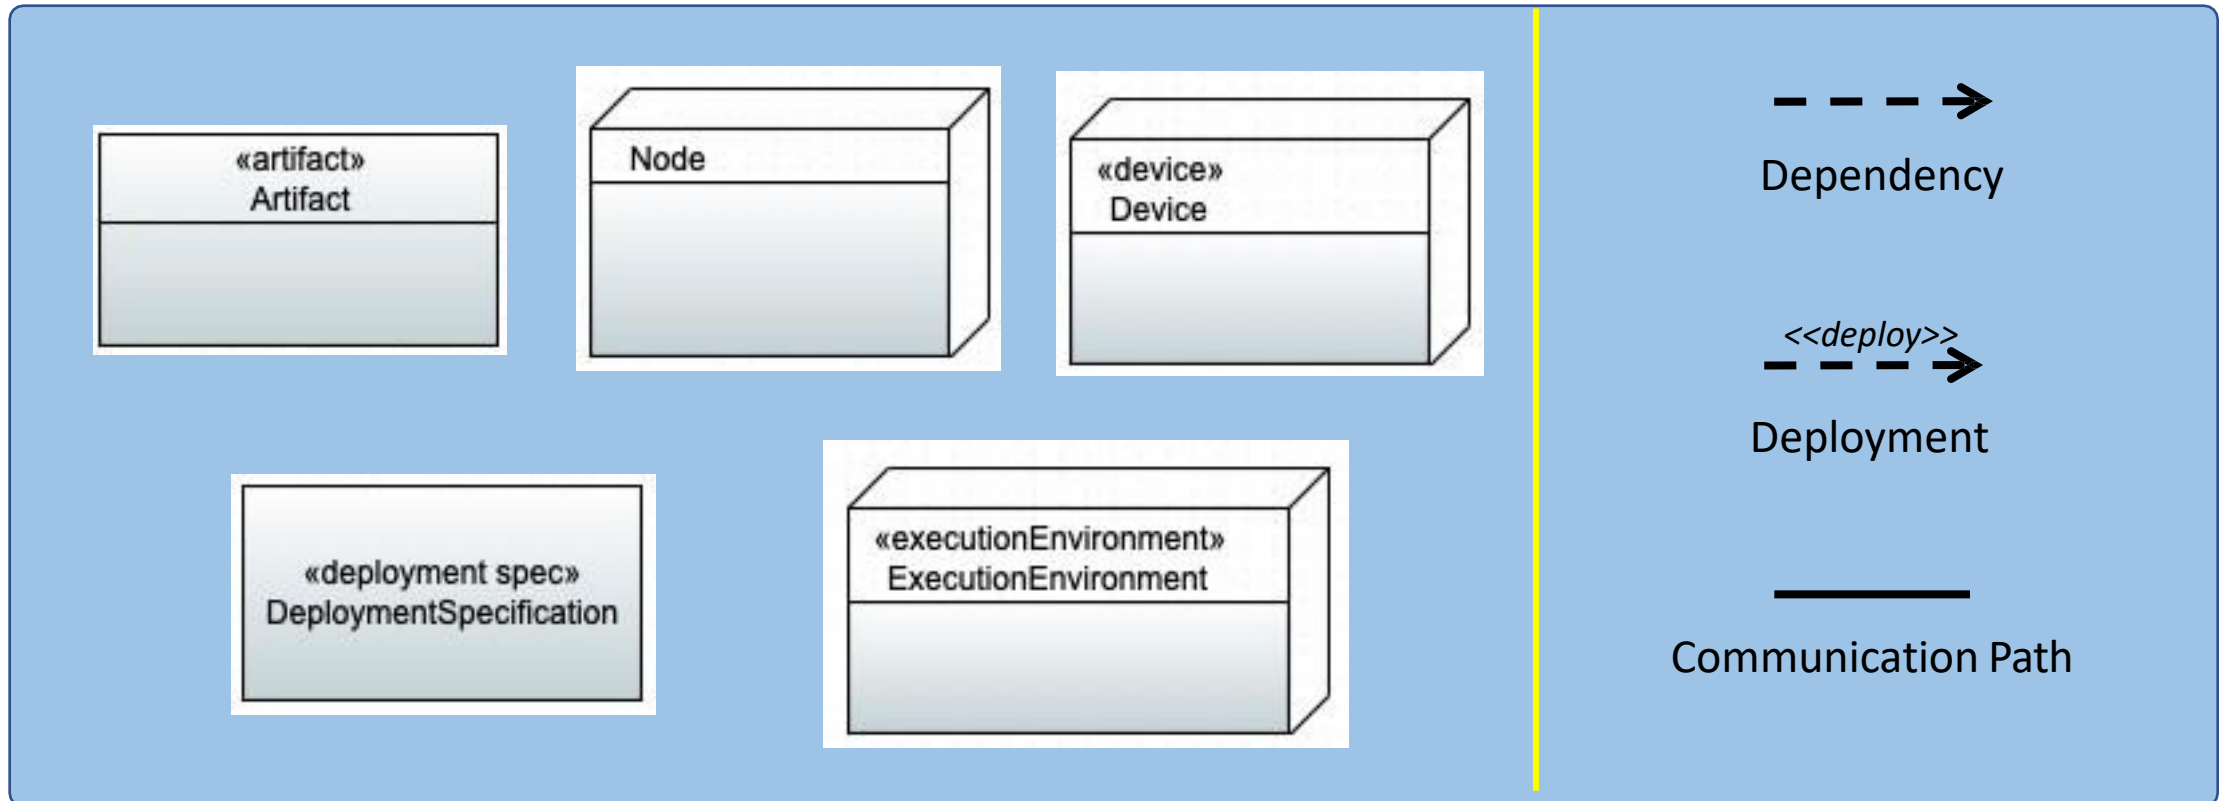 «artifact»
Artifact
Node
«device»
Device
«deployment spec»
DeploymentSpecification
«executionEnvironment»
ExecutionEnvironment
Dependency
<<deploy>>
Deployment
Communication Path